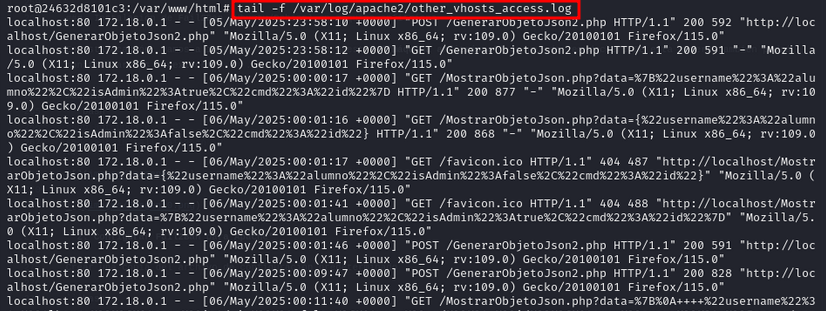 root@24632d8101c3:/var/www/html# tail -f /var/log/apache2/other_vhosts_access.log
localhost:80 172.18.0.1 - - [05/May/2025:23:58:10 +0000] "POST /GenerarObjetoJson2.php HTTP/1.1" 200 592 "http://loc
alhost/GenerarObjetoJson2.php" "Mozilla/5.0 (X11; Linux x86_64; rv:109.0) Gecko/20100101 Firefox/115.0"
localhost:80 172.18.0.1 - - [05/May/2025:23:58:12 +0000] "GET /GenerarObjetoJson2.php HTTP/1.1" 200 591 "-" "Mozilla
/5.0 (X11; Linux x86_64; rv:109.0) Gecko/20100101 Firefox/115.0"
localhost:80 172.18.0.1 - - [06/May/2025:00:00:17 +0000] "GET /MostrarObjetoJson.php?data=%7B%22username%22%3A%22alu
mno%22%2C%22isAdmin%22%3Atrue%2C%22cmd%22%3A%22id%22%7D HTTP/1.1" 200 877 "-" "Mozilla/5.0 (X11; Linux x86_64; rv:10
9.0) Gecko/20100101 Firefox/115.0"
localhost:80 172.18.0.1 - - [06/May/2025:00:01:16 +0000] "GET /MostrarObjetoJson.php?data={%22username%22%3A%22alumn
o%22%2C%22isAdmin%22%3Afalse%2C%22cmd%22%3A%22id%22} HTTP/1.1" 200 868 "-" "Mozilla/5.0 (X11; Linux x86_64; rv:109.0
) Gecko/20100101 Firefox/115.0"
localhost:80 172.18.0.1 - - [06/May/2025:00:01:17 +0000] "GET /favicon.ico HTTP/1.1" 404 487 "http://localhost/Mostr
arObjetoJson.php?data={%22username%22%3A%22alumno%22%2C%22isAdmin%22%3Afalse%2C%22cmd%22%3A%22id%22}" "Mozilla/5.0 (
X11; Linux x86_64; rv:109.0) Gecko/20100101 Firefox/115.0"
localhost:80 172.18.0.1 - - [06/May/2025:00:01:41 +0000] "GET /favicon.ico HTTP/1.1" 404 488 "http://localhost/Mostr
arObjetoJson.php?data=%7B%22username%22%3A%22alumno%22%2C%22isAdmin%22%3Atrue%2C%22cmd%22%3A%22id%22%7D" "Mozilla/5.
0 (X11; Linux x86_64; rv:109.0) Gecko/20100101 Firefox/115.0"
localhost:80 172.18.0.1 - - [06/May/2025:00:01:46 +0000] "POST /GenerarObjetoJson2.php HTTP/1.1" 200 591 "http://loc
alhost/GenerarObjetoJson2.php" "Mozilla/5.0 (X11; Linux x86_64; rv:109.0) Gecko/20100101 Firefox/115.0"
localhost:80 172.18.0.1 - - [06/May/2025:00:09:47 +0000] "POST /GenerarObjetoJson2.php HTTP/1.1" 200 828 "http://loc
alhost/GenerarObjetoJson2.php" "Mozilla/5.0 (X11; Linux x86_64; rv:109.0) Gecko/20100101 Firefox/115.0"
localhost:80 172.18.0.1 - - [06/May/2025:00:11:40 +0000] "GET /MostrarObjetoJson.php?data=%7B%0A++++%22username%22%3